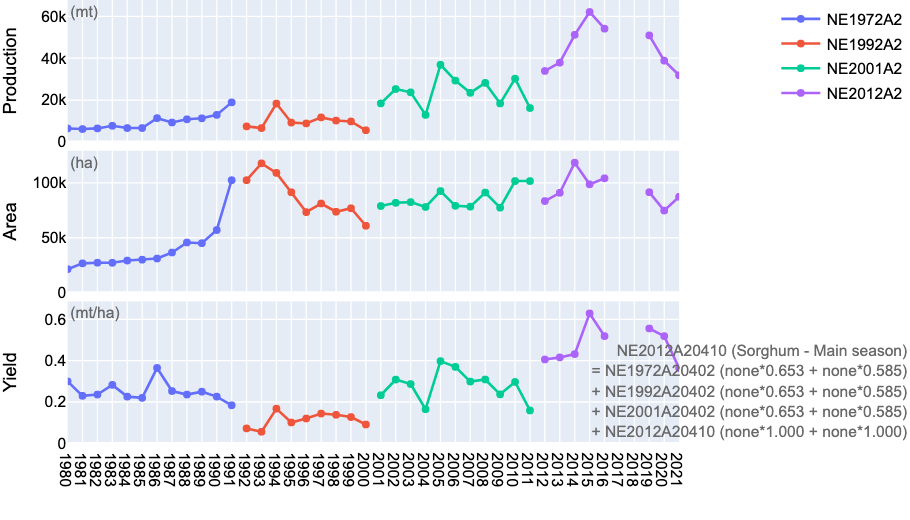 (mt)
60k
40k
20k
0
Production
NE1972A2
NE1992A2
NE2001A2
NE2012A2
(ha)
100k
50k
0
Area
(mt/ha)
0.6
0.4
0.2
0
Yield
NE2012A20410 (Sorghum - Main season)
= NE1972A20402 (none*0.653 + none*0.585)
+ NE1992A20402 (none*0.653 + none*0.585)
+ NE2001A20402 (none*0.653 + none*0.585)
+ NE2012A20410 (none*1.000 + none*1.000)
1980 1981 1982 1983 1984 1985 1986 1987 1988 1989 1990 1991 1992 1993 1994 1995 1996 1997 1998 1999 2000 2001 2002 2003 2004 2005 2006 2007 2008 2009 2010 2011 2012 2013 2014 2015 2016 2017 2018 2019 2020 2021